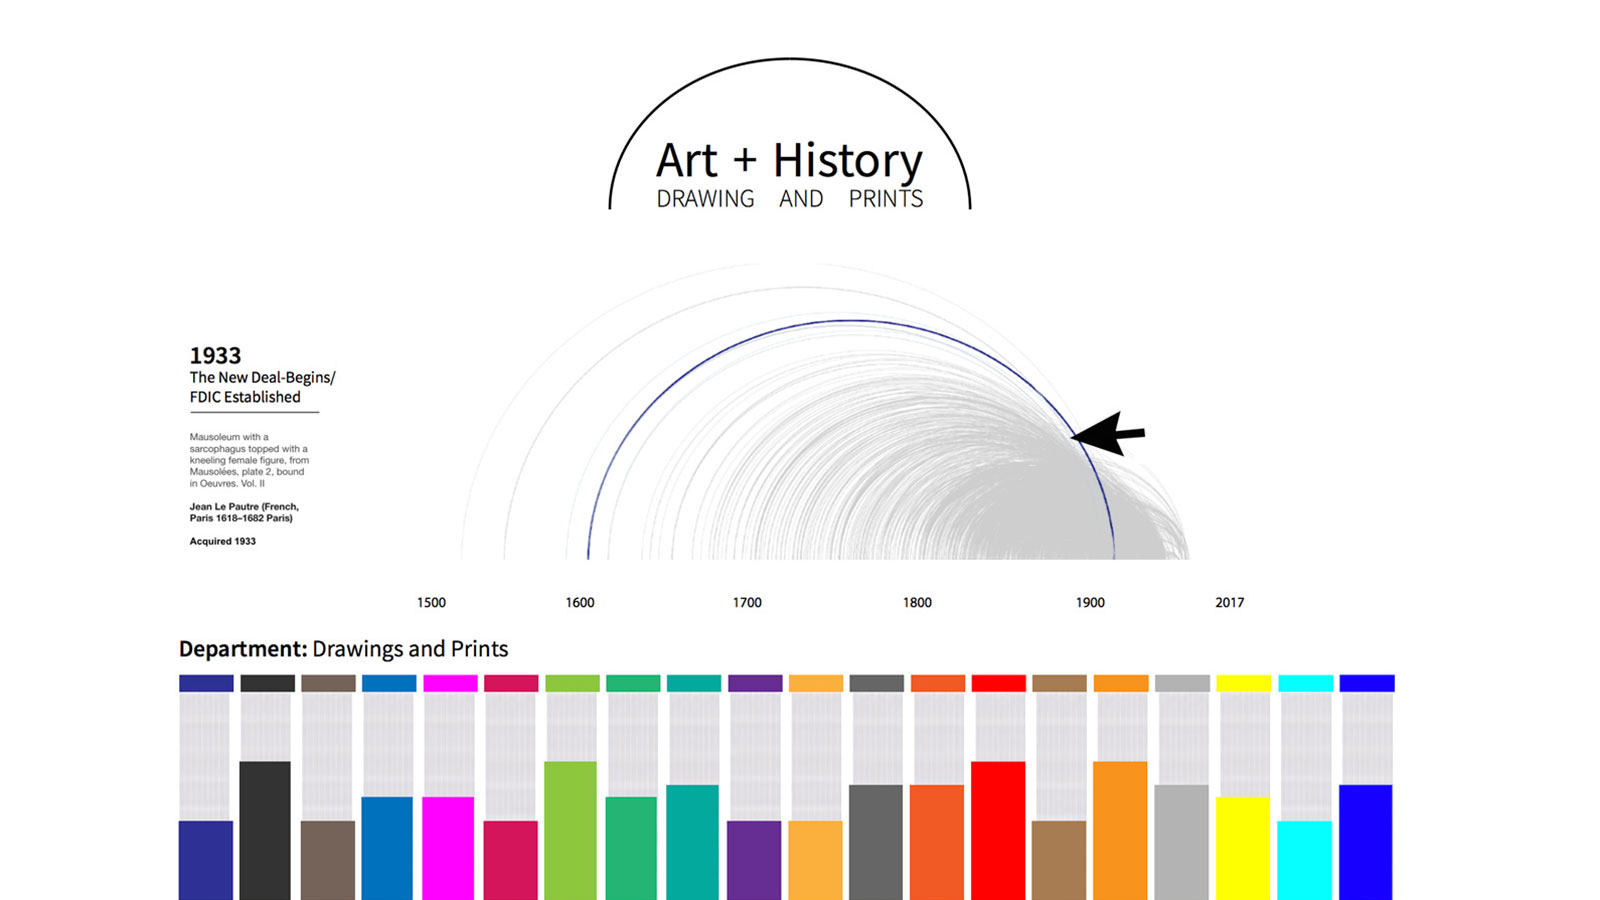 Art + History
DRAWING AND PRINTS
1933
The New Deal-Begins/
FDIC Established
Mausoleum with a
sarcophagus topped with a
kneeling female figure, from
Mausolées, plate 2, bound
in Oeuvres. Vol. II
Jean Le Pautre (French,
Paris 1618–1682 Paris)
Acquired 1933
1500 1600 1700 1800 1900 2017
Department: Drawings and Prints